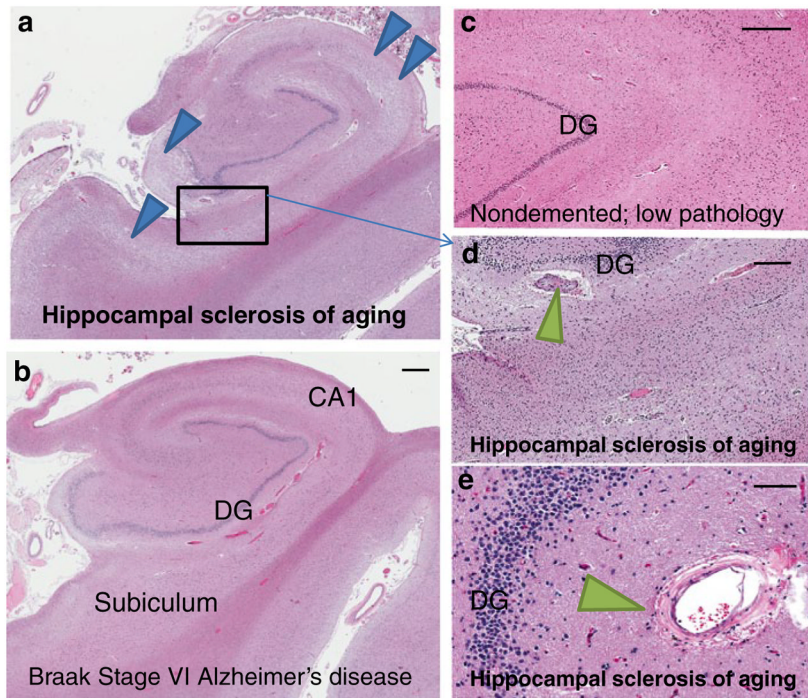 a
Hippocampal sclerosis of aging
b
CA1
DG
Subiculum
Braak Stage VI Alzheimer's disease
c
DG
Nondemented; low pathology
d
DG
Hippocampal sclerosis of aging
e
DG
Hippocampal sclerosis of aging